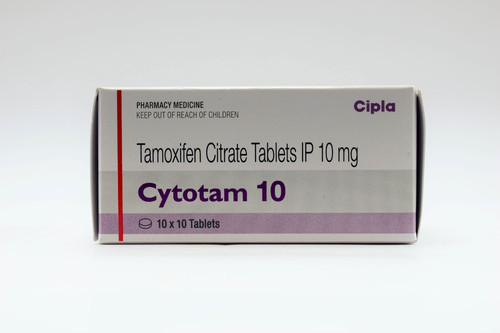 PHARMACY MEDICINE
KEEP OUT OF REACH OF CHILDREN
Cipla
Tamoxifen Citrate Tablets IP 10 mg
Cytotam 10
10 x 10 Tablets